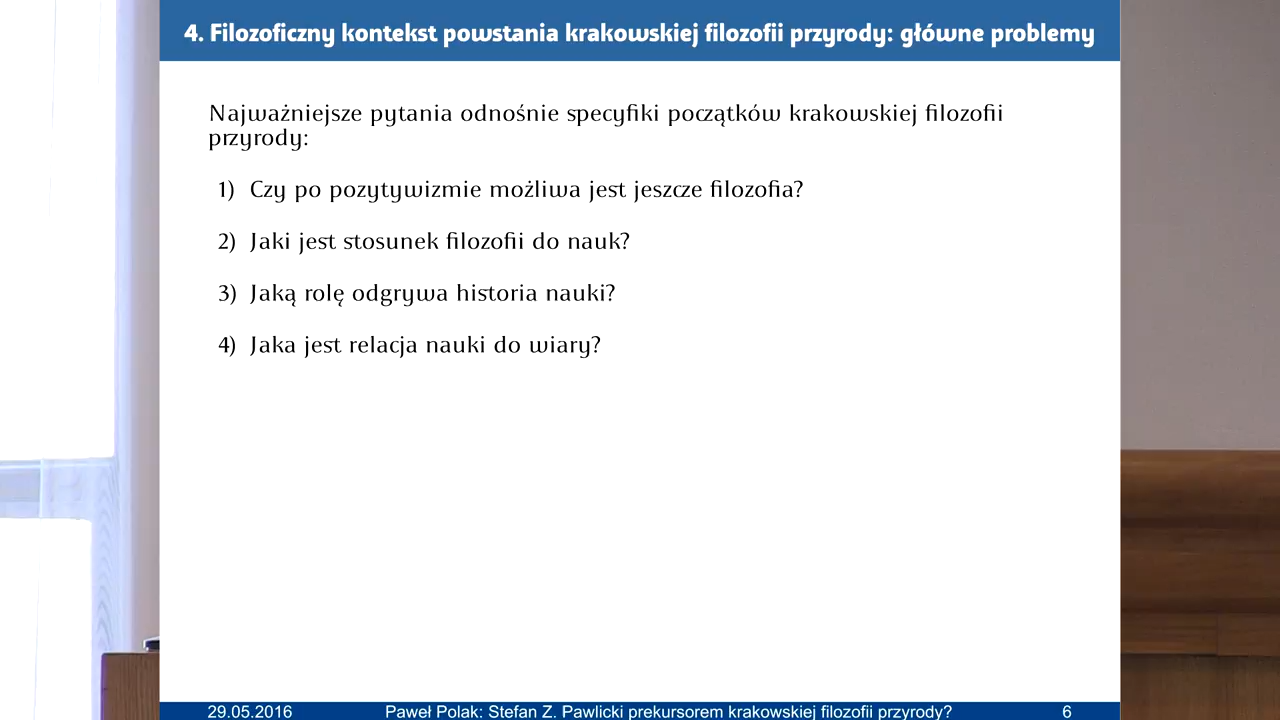 4. Filozoficzny kontekst powstania krakowskiej filozofii przyrody: główne problemy
Najważniejsze pytania odnośnie specyfiki początków krakowskiej filozofii
przyrody:
1) Czy po pozytywizmie możliwa jest jeszcze filozofia?
2) Jaki jest stosunek filozofii do nauk?
3) Jaką rolę odgrywa historia nauki?
4) Jaka jest relacja nauki do wiary?
29.05.2016 Paweł Polak: Stefan Z. Pawlicki prekursorem krakowskiej filozofii przyrody? 6